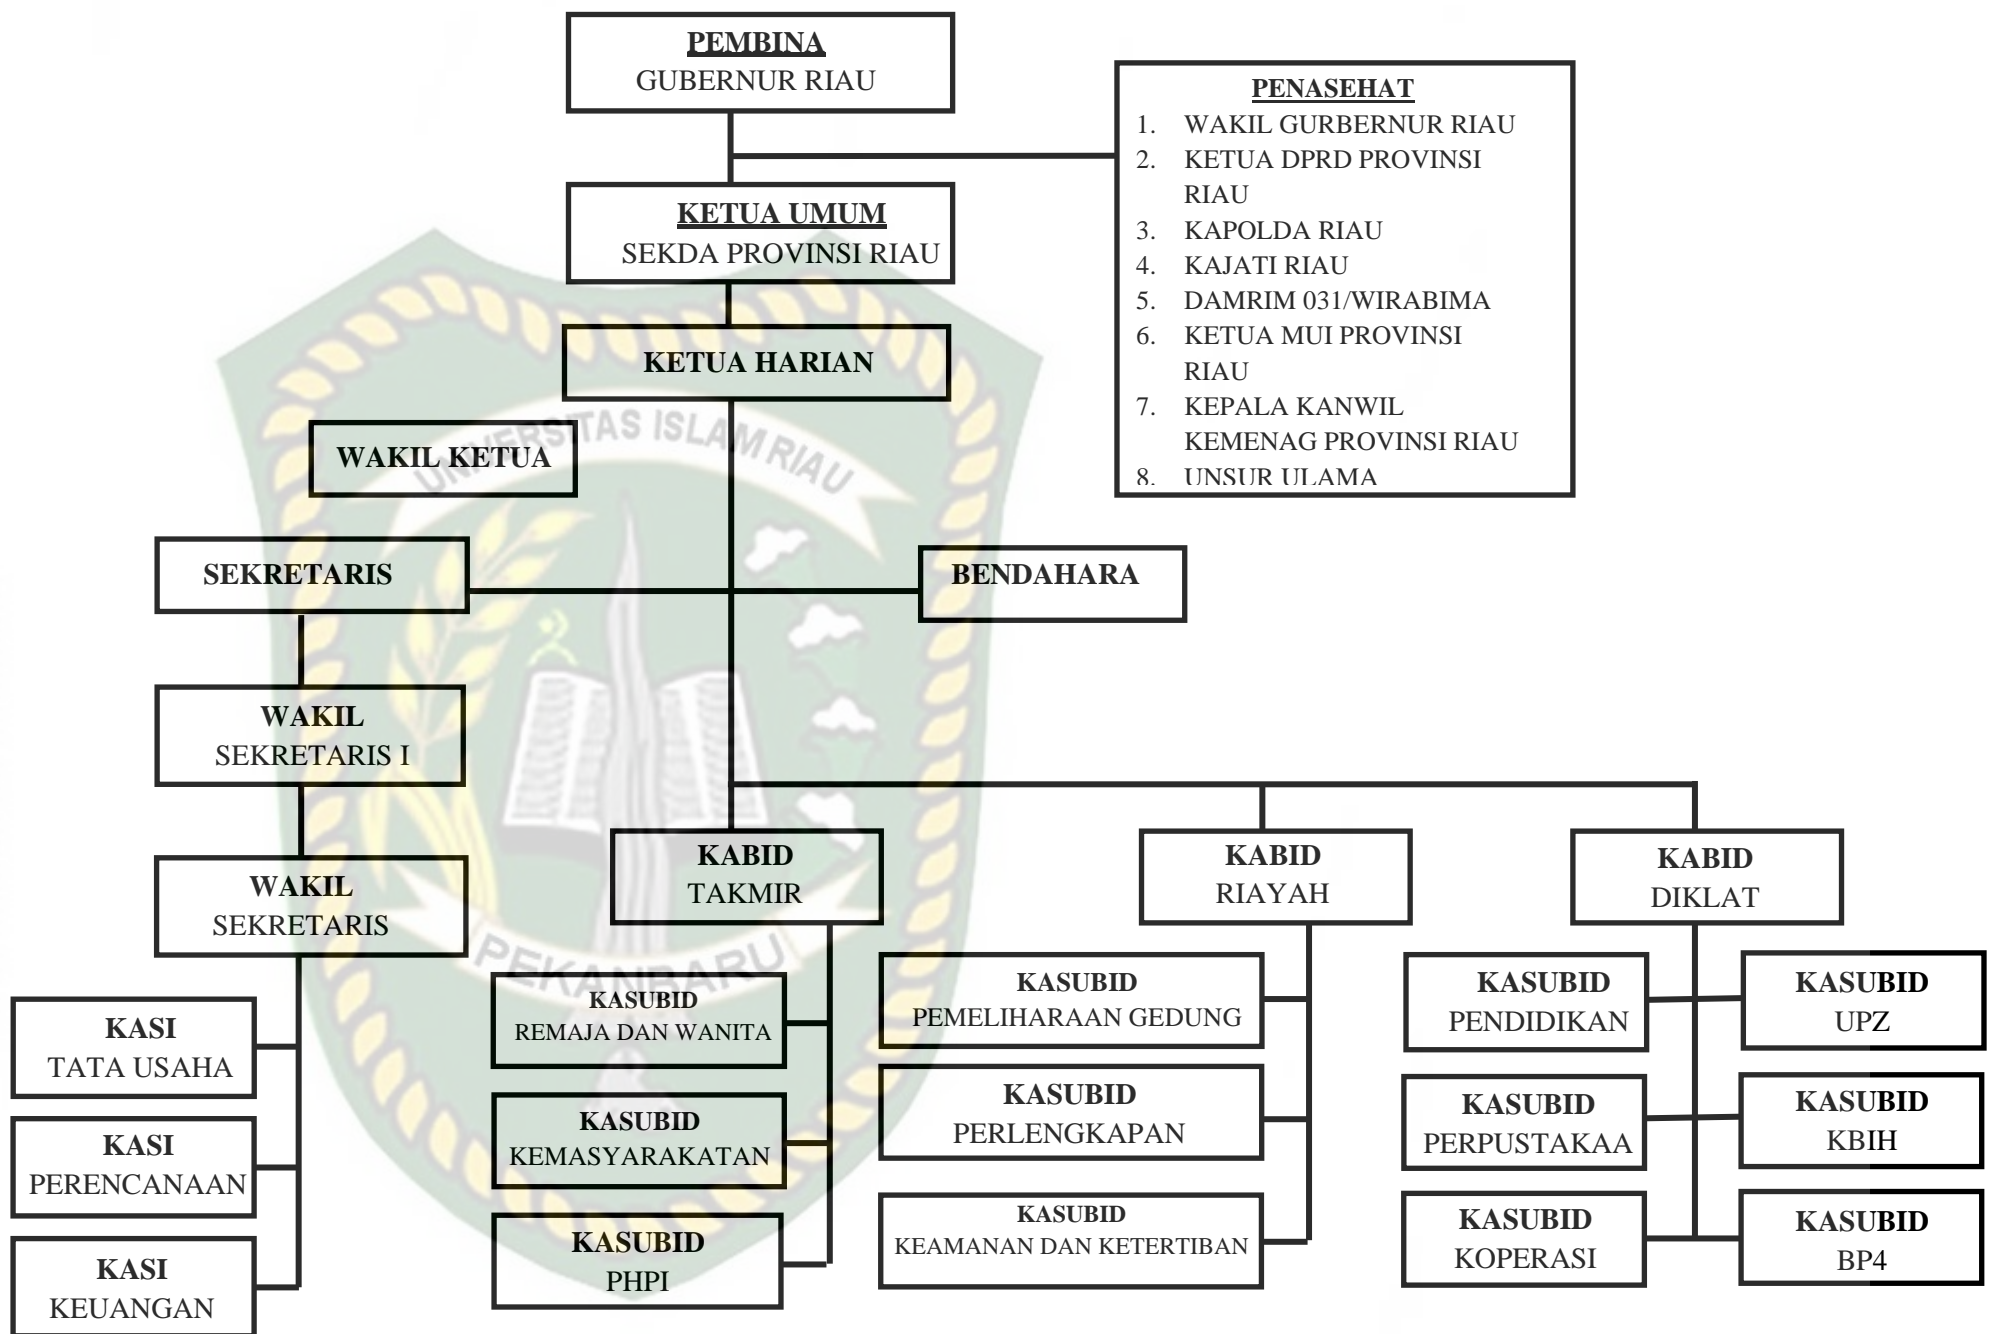 PEMBINA
GUBERNUR RIAU
PENASEHAT
1. WAKIL GURBERNUR RIAU
2. KETUA DPRD PROVINSI
RIAU
3. KAPOLDA RIAU
4. KAJATI RIAU
5. DAMRIM 031/WIRABIMA
6. KETUA MUI PROVINSI
RIAU
7. KEPALA KANWIL
KEMENAG PROVINSI RIAU
8. UNSUR ULAMA
KETUA UMUM
SEKDA PROVINSI RIAU
KETUA HARIAN
UNIVERSITAS ISLAM RIAU
WAKIL KETUA
SEKRETARIS
BENDAHARA
WAKIL
SEKRETARIS I
WAKIL
SEKRETARIS
KABID
TAKMIR
KABID
RIAYAH
KABID
DIKLAT
PEKANBARU
KASI
TATA USAHA
KASI
PERENCANAAN
KASI
KEUANGAN
KASUBID
REMAJA DAN WANITA
KASUBID
KEMASYARAKATAN
KASUBID
PHPI
KASUBID
PEMELIHARAAN GEDUNG
KASUBID
PERLENGKAPAN
KASUBID
KEAMANAN DAN KETERTIBAN
KASUBID
PENDIDIKAN
KASUBID
PERPUSTAKAA
KASUBID
KOPERASI
KASUBID
UPZ
KASUBID
KBIH
KASUBID
BP4